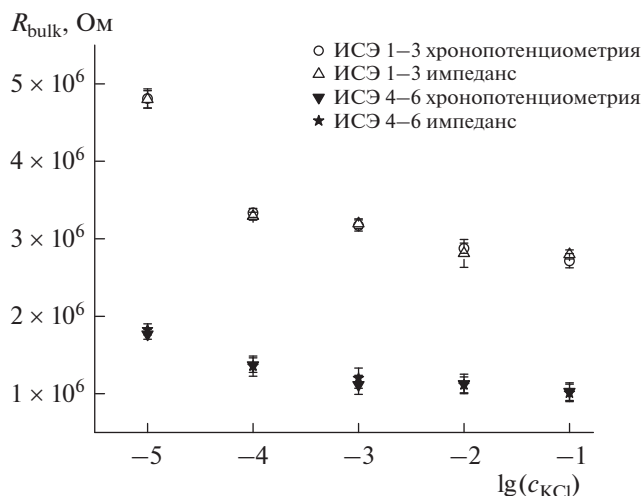 R_bulk, Ом
○ ИСЭ 1–3 хронопотенциометрия
△ ИСЭ 1–3 импеданс
▼ ИСЭ 4–6 хронопотенциометрия
★ ИСЭ 4–6 импеданс
5 × 10⁶
4 × 10⁶
3 × 10⁶
2 × 10⁶
1 × 10⁶
–5 –4 –3 –2 –1
lg(c_KCl)